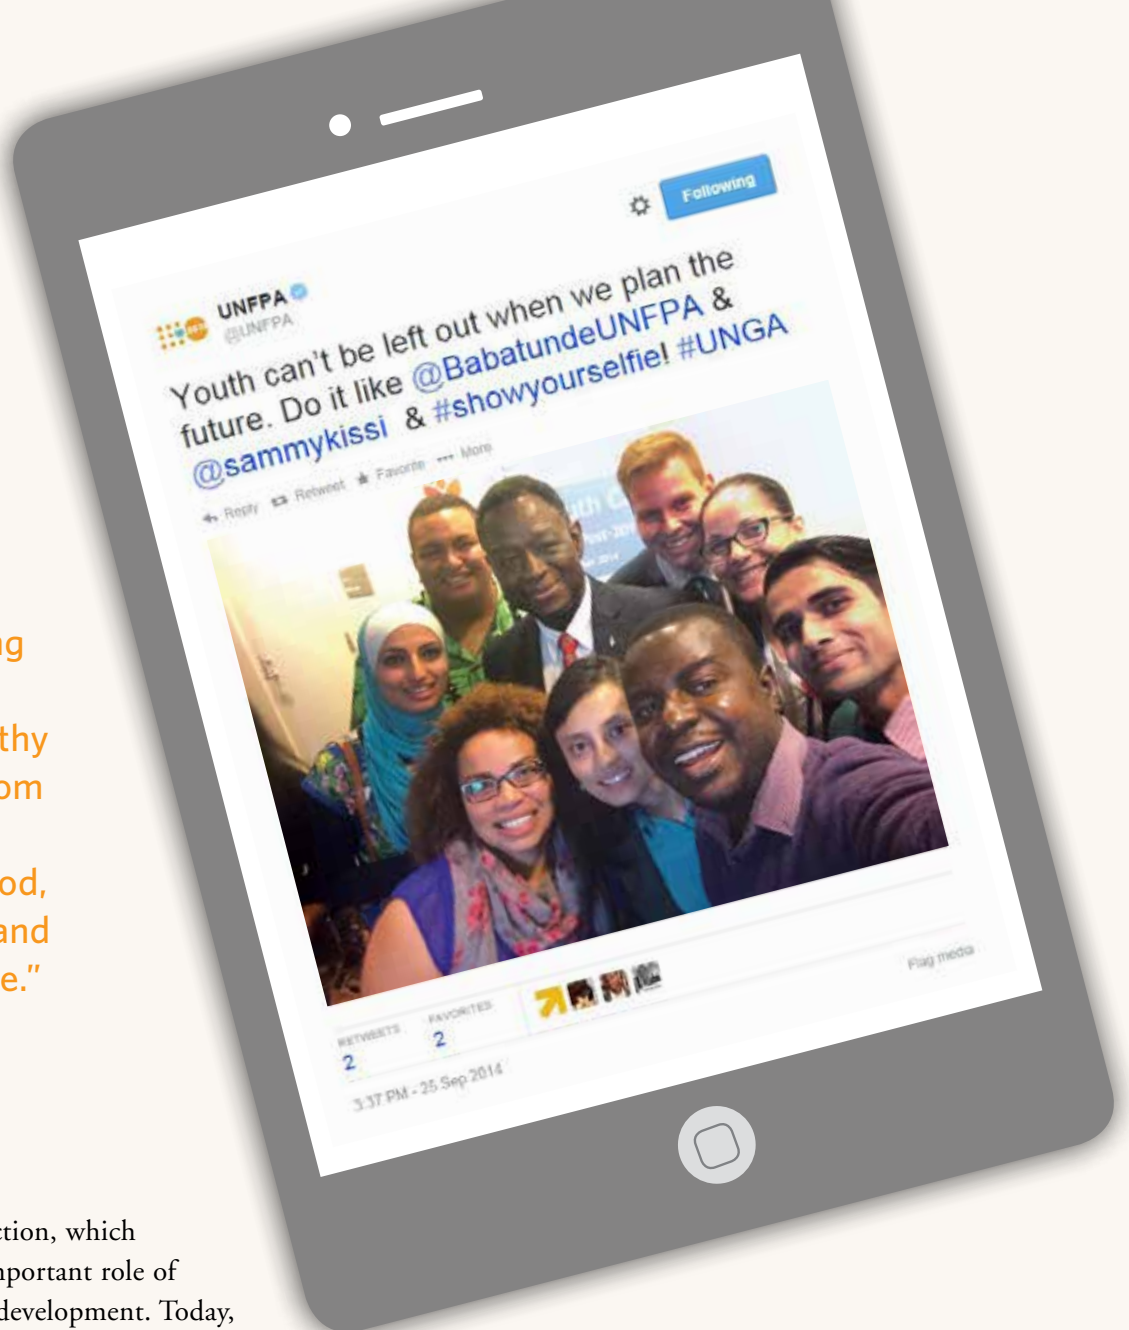 Following
UNFPA
@UNFPA
Youth can't be left out when we plan the
future. Do it like @BabatundeUNFPA &
@sammykissi & #showyourselfie! #UNGA
Reply Retweet Favorite More
RETWEETS
2
FAVORITES
2
Flag media
3:37 PM - 25 Sep 2014
e."
and
ction, which
role of
development. Today,